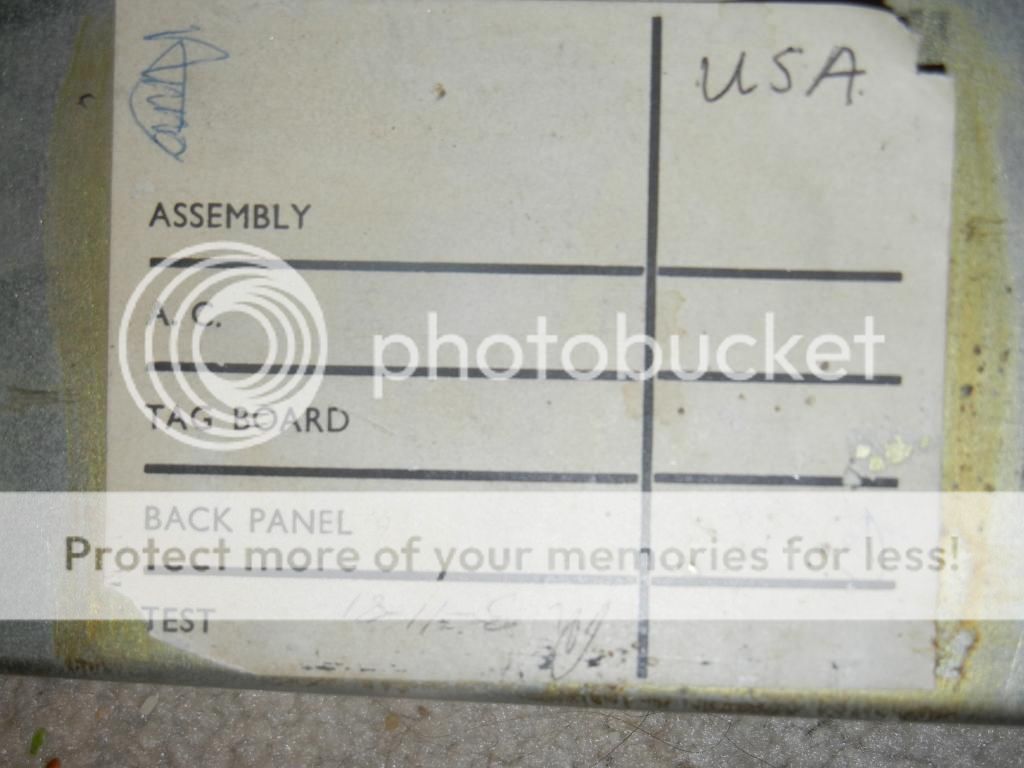 USA
ASSEMBLY
A. C.
photobucket
TAG BOARD
BACK PANEL
Protect more of your memories for less!
TEST